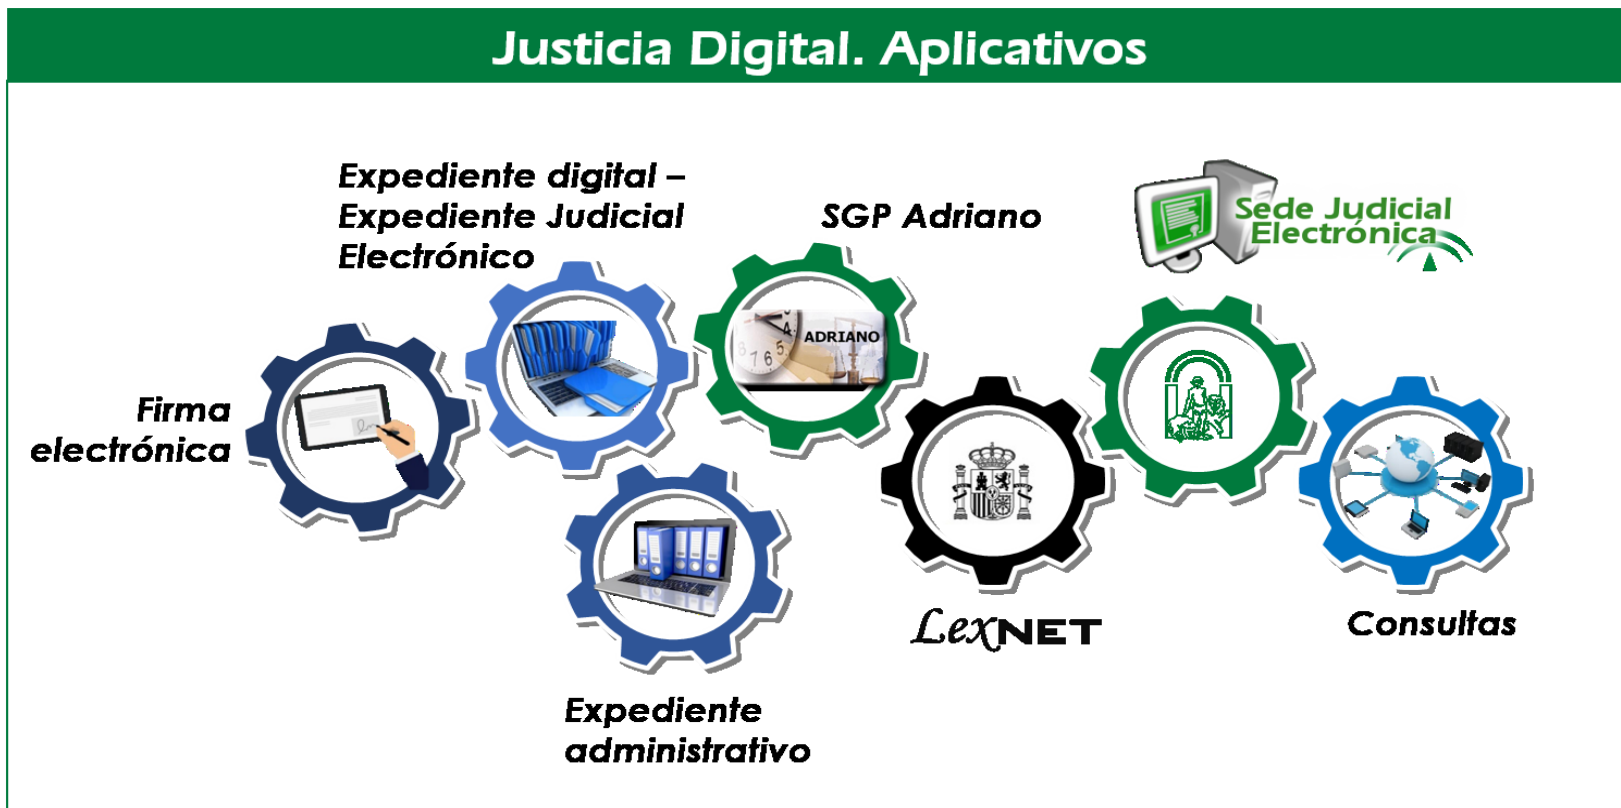 Justicia Digital. Aplicativos
Expediente digital –
Expediente Judicial
Electrónico
SGP Adriano
Sede Judicial
Electrónica
ADRIANO
Firma
electrónica
LexNET
Consultas
Expediente
administrativo